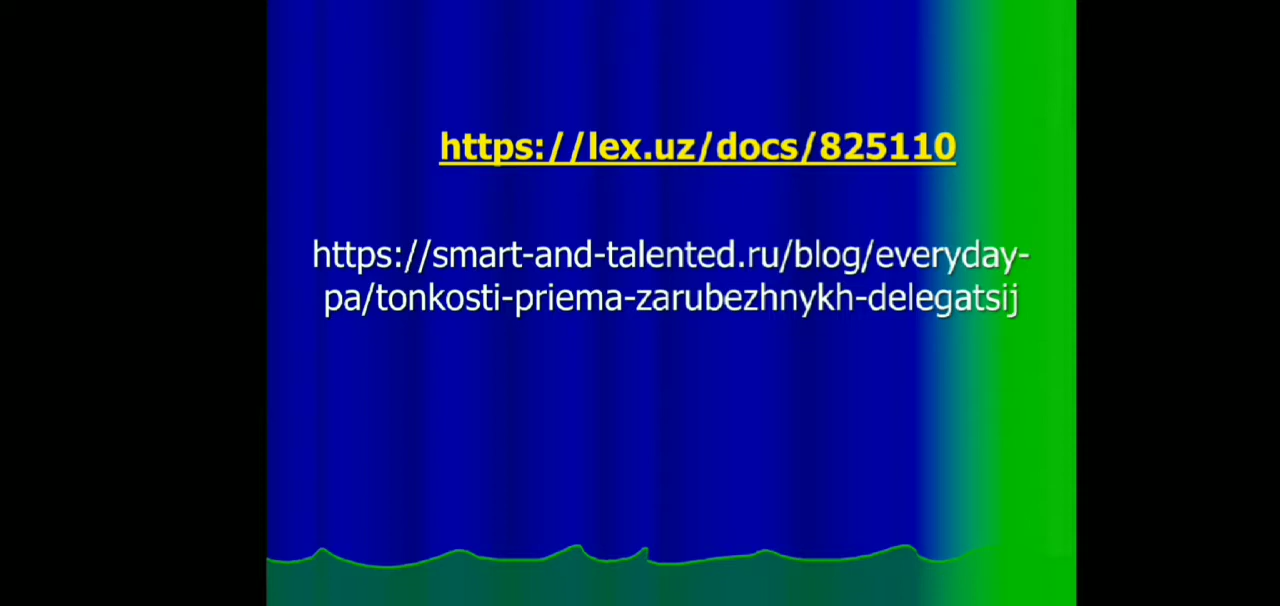 https://lex.uz/docs/825110
https://smart-and-talented.ru/blog/everyday-
pa/tonkosti-priema-zarubezhnykh-delegatsij